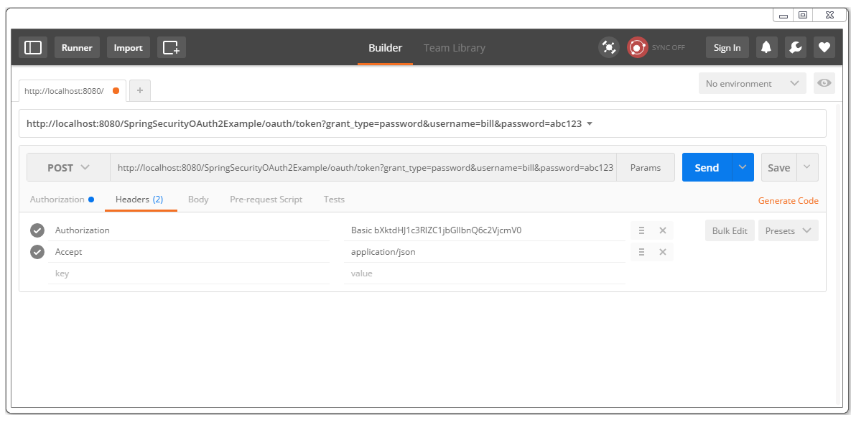 Runner Import Builder Team Library SYNC OFF Sign In
http://localhost:8080/ + No environment
http://localhost:8080/SpringSecurityOAuth2Example/oauth/token?grant_type=password&username=bill&password=abc123
POST http://localhost:8080/SpringSecurityOAuth2Example/oauth/token?grant_type=password&username=bill&password=abc123 Params Send Save
Authorization Headers (2) Body Pre-request Script Tests Generate Code
Authorization Basic bXktdHJ1c3RlZC1jbGllbnQ6c2VjcmV0 Bulk Edit Presets
Accept application/json
key value